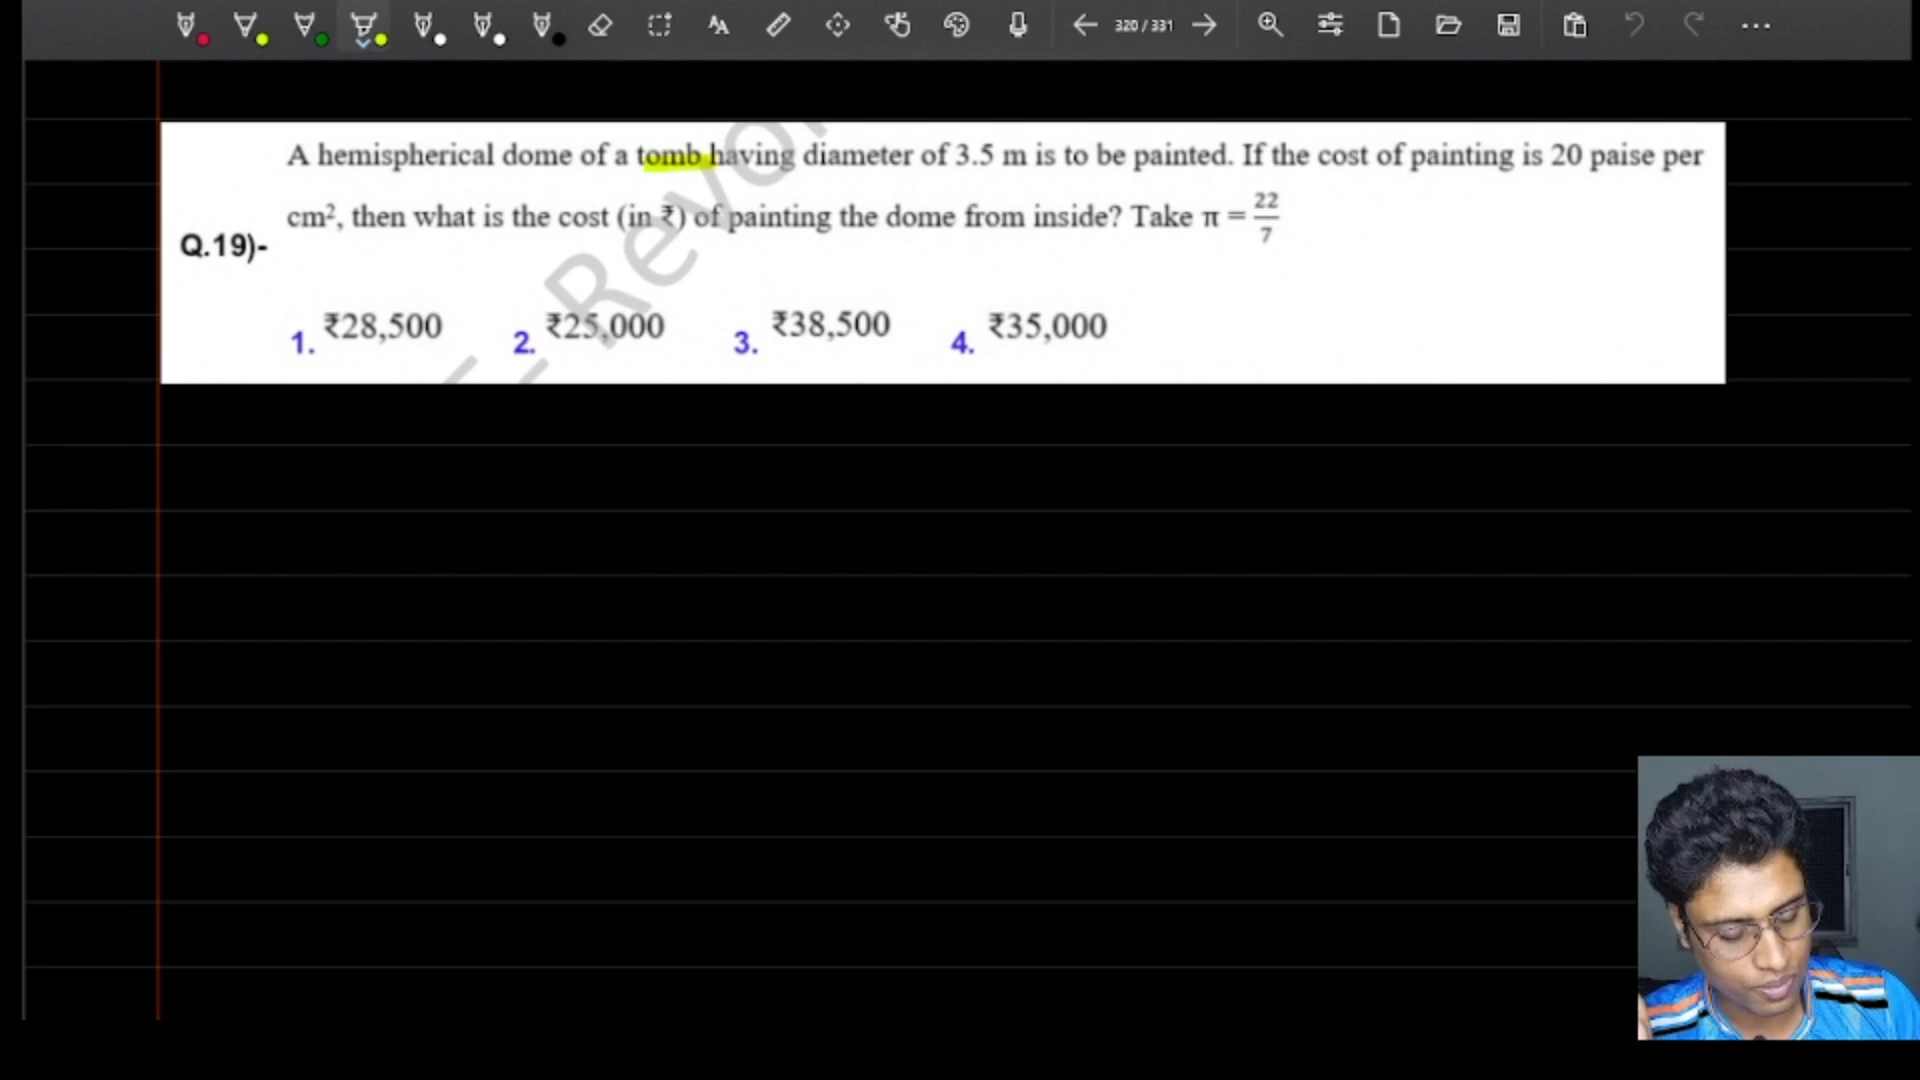 320 / 331
A hemispherical dome of a tomb having diameter of 3.5 m is to be painted. If the cost of painting is 20 paise per
cm², then what is the cost (in ₹) of painting the dome from inside? Take π = 22/7
Q.19)-
1. ₹28,500 2. ₹25,000 3. ₹38,500 4. ₹35,000
E_Revo